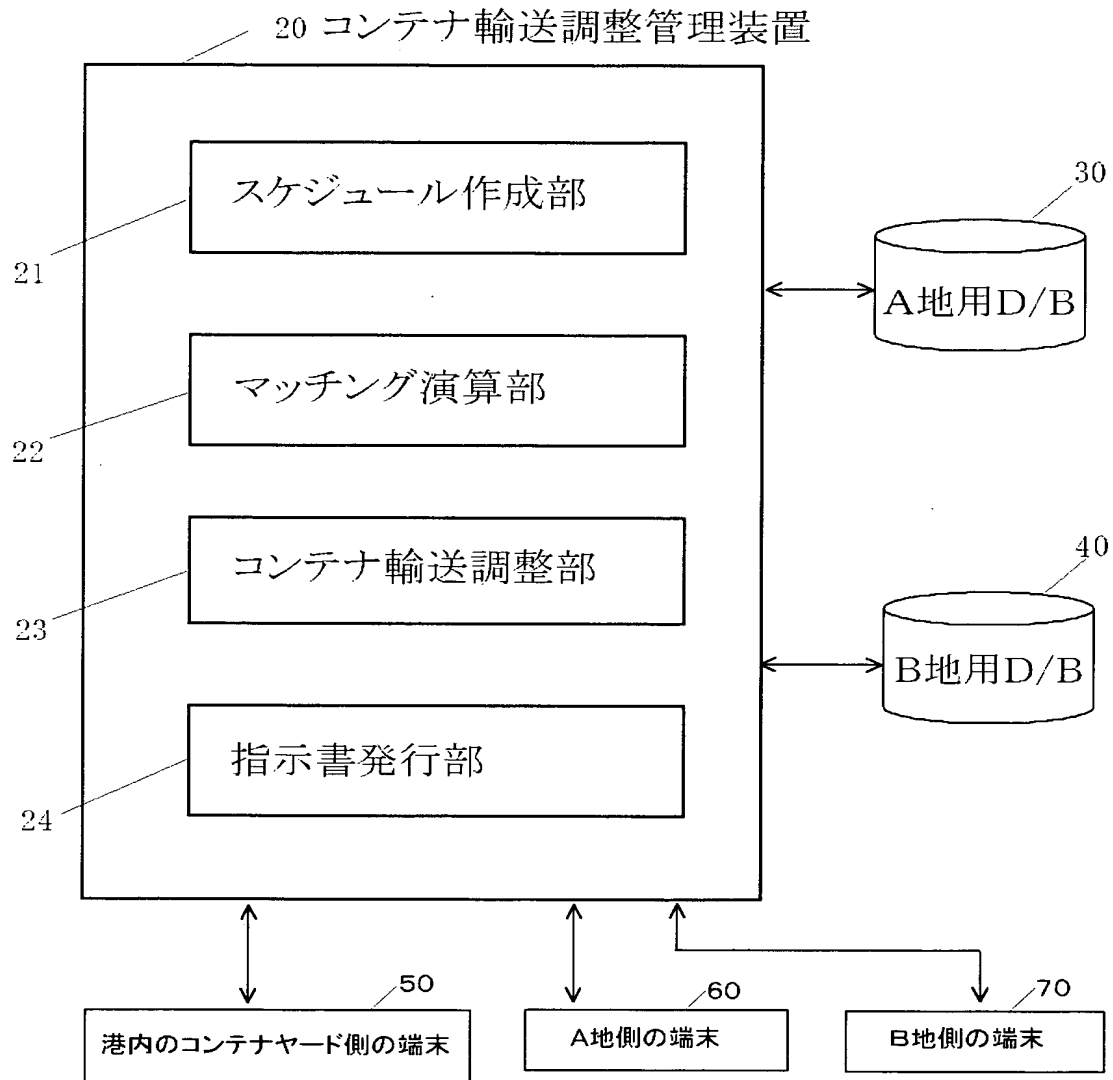 20 コンテナ輸送調整管理装置
スケジュール作成部
21
30
A地用D/B
マッチング演算部
22
コンテナ輸送調整部
23
40
B地用D/B
指示書発行部
24
50
港内のコンテナヤード側の端末
60
A地側の端末
70
B地側の端末